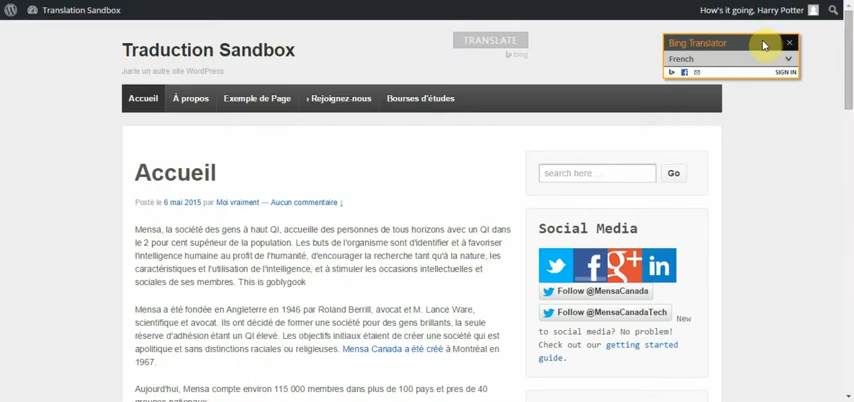 Translation Sandbox
How's it going, Harry Potter
Traduction Sandbox
Juste un autre site WordPress
TRANSLATE
bing
Bing Translator
French
SIGN IN
Accueil À propos Exemple de Page › Rejoignez-nous Bourses d'études
Accueil
Posté le 6 mai 2015 par Moi vraiment — Aucun commentaire ↓
Mensa, la société des gens à haut QI, accueille des personnes de tous horizons avec un QI dans
le 2 pour cent supérieur de la population. Les buts de l'organisme sont d'identifier et à favoriser
l'intelligence humaine au profit de l'humanité, d'encourager la recherche tant qu'à la nature, les
caractéristiques et l'utilisation de l'intelligence, et à stimuler les occasions intellectuelles et
sociales de ses membres. This is goblygook
Mensa a été fondée en Angleterre en 1946 par Roland Berrill, avocat et M. Lance Ware,
scientifique et avocat. Ils ont décidé de former une société pour des gens brillants, la seule
réserve d'adhésion étant un QI élevé. Les objectifs initiaux étaient de créer une société qui est
apolitique et sans distinctions raciales ou religieuses. Mensa Canada a été créé à Montréal en
1967.
Aujourd'hui, Mensa compte environ 115 000 membres dans plus de 100 pays et pres de 40
groupes nationaux
search here ... Go
Social Media
Follow @MensaCanada
Follow @MensaCanadaTech New
to social media? No problem!
Check out our getting started
guide.